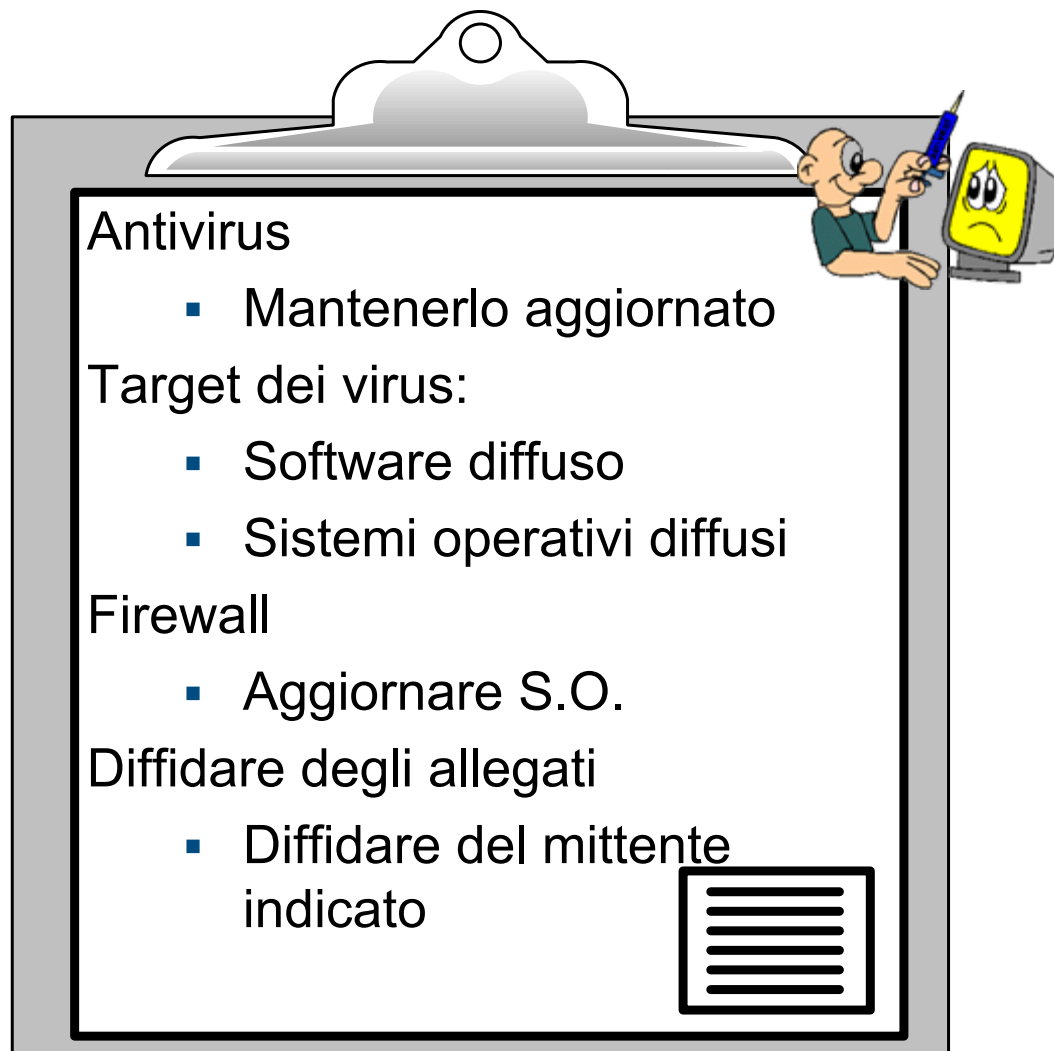 Antivirus
▪ Mantenerlo aggiornato
Target dei virus:
▪ Software diffuso
▪ Sistemi operativi diffusi
Firewall
▪ Aggiornare S.O.
Diffidare degli allegati
▪ Diffidare del mittente
indicato